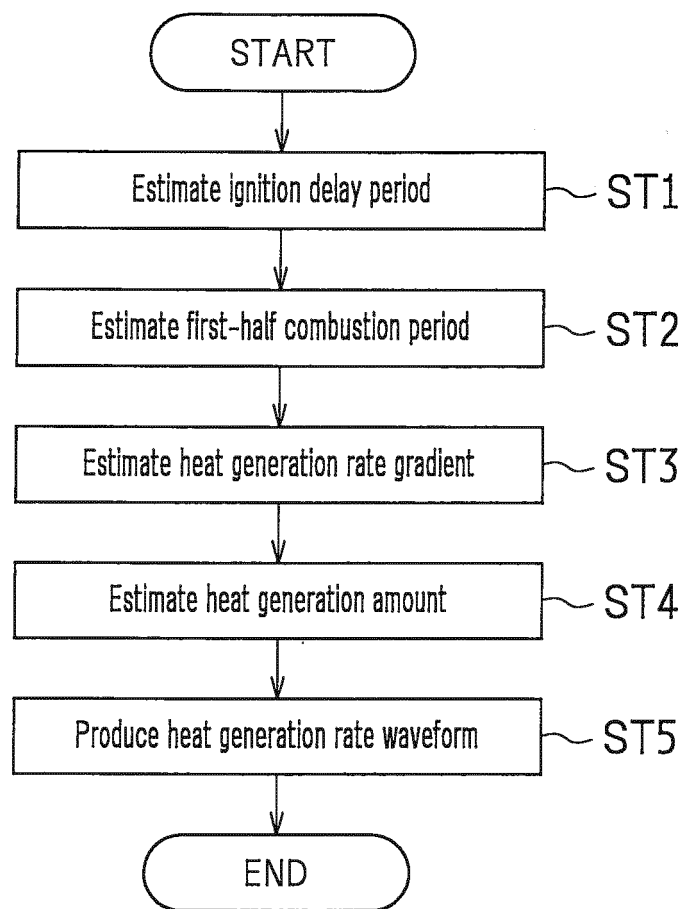 START
Estimate ignition delay period
ST1
Estimate first-half combustion period
ST2
Estimate heat generation rate gradient
ST3
Estimate heat generation amount
ST4
Produce heat generation rate waveform
ST5
END